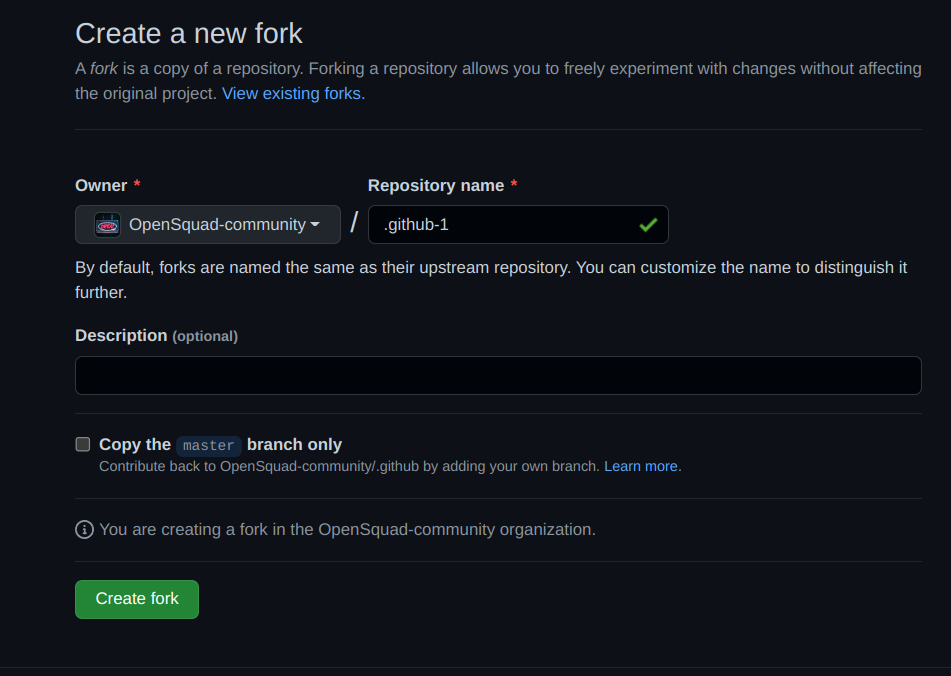 Create a new fork
A fork is a copy of a repository. Forking a repository allows you to freely experiment with changes without affecting
the original project. View existing forks.
Owner *
Repository name *
OpenSquad-community / .github-1
By default, forks are named the same as their upstream repository. You can customize the name to distinguish it
further.
Description (optional)
Copy the master branch only
Contribute back to OpenSquad-community/.github by adding your own branch. Learn more.
You are creating a fork in the OpenSquad-community organization.
Create fork